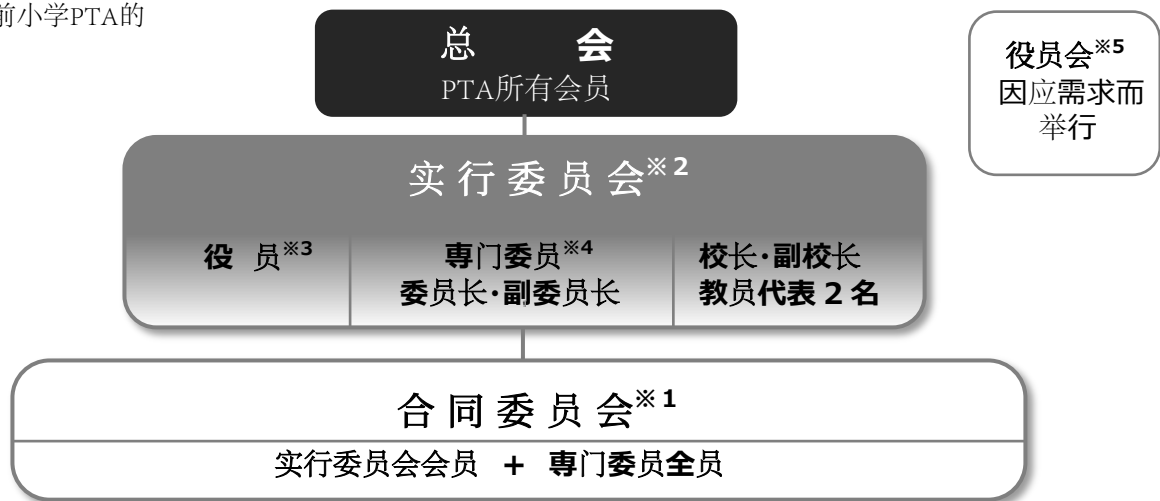 前小学PTA的
总 会
PTA所有会员
役员会※5
因应需求而
举行
实行委员会※2
役 员※3
専门委员※4
委员长·副委员长
校长·副校长
教员代表 2 名
合同委员会※1
实行委员会会员 + 専门委员全员